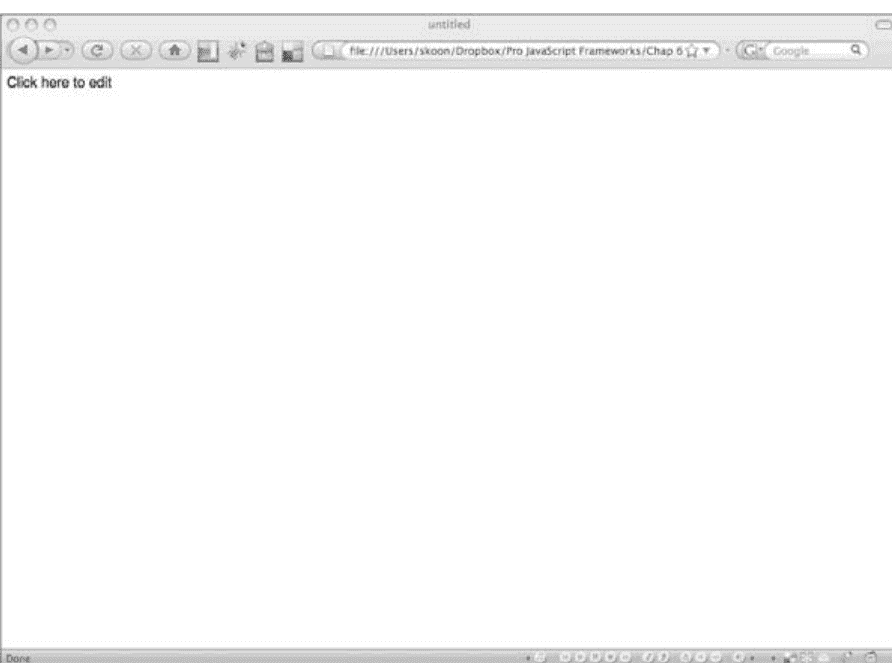 untitled
file:///Users/skoon/Dropbox/Pro JavaScript Frameworks/Chap 6
Google
Click here to edit
Done